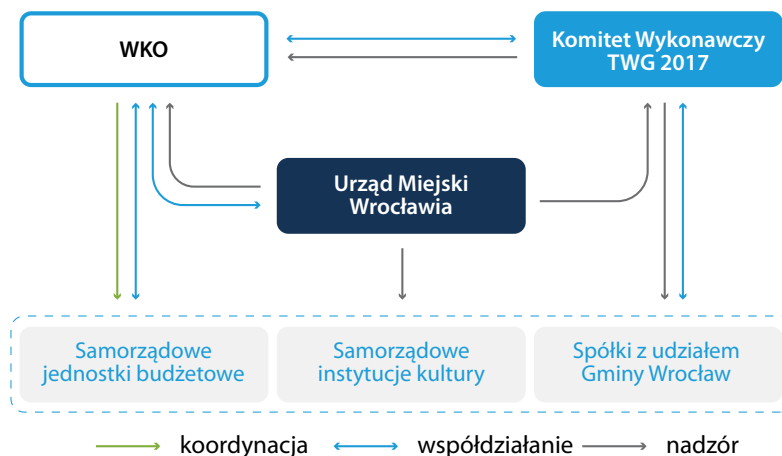 WKO
Komitet Wykonawczy
TWG 2017
Urząd Miejski
Wrocławia
Samorządowe
jednostki budżetowe
Samorządowe
instytucje kultury
Spółki z udziałem
Gminy Wrocław
koordynacja
współdziałanie
nadzór